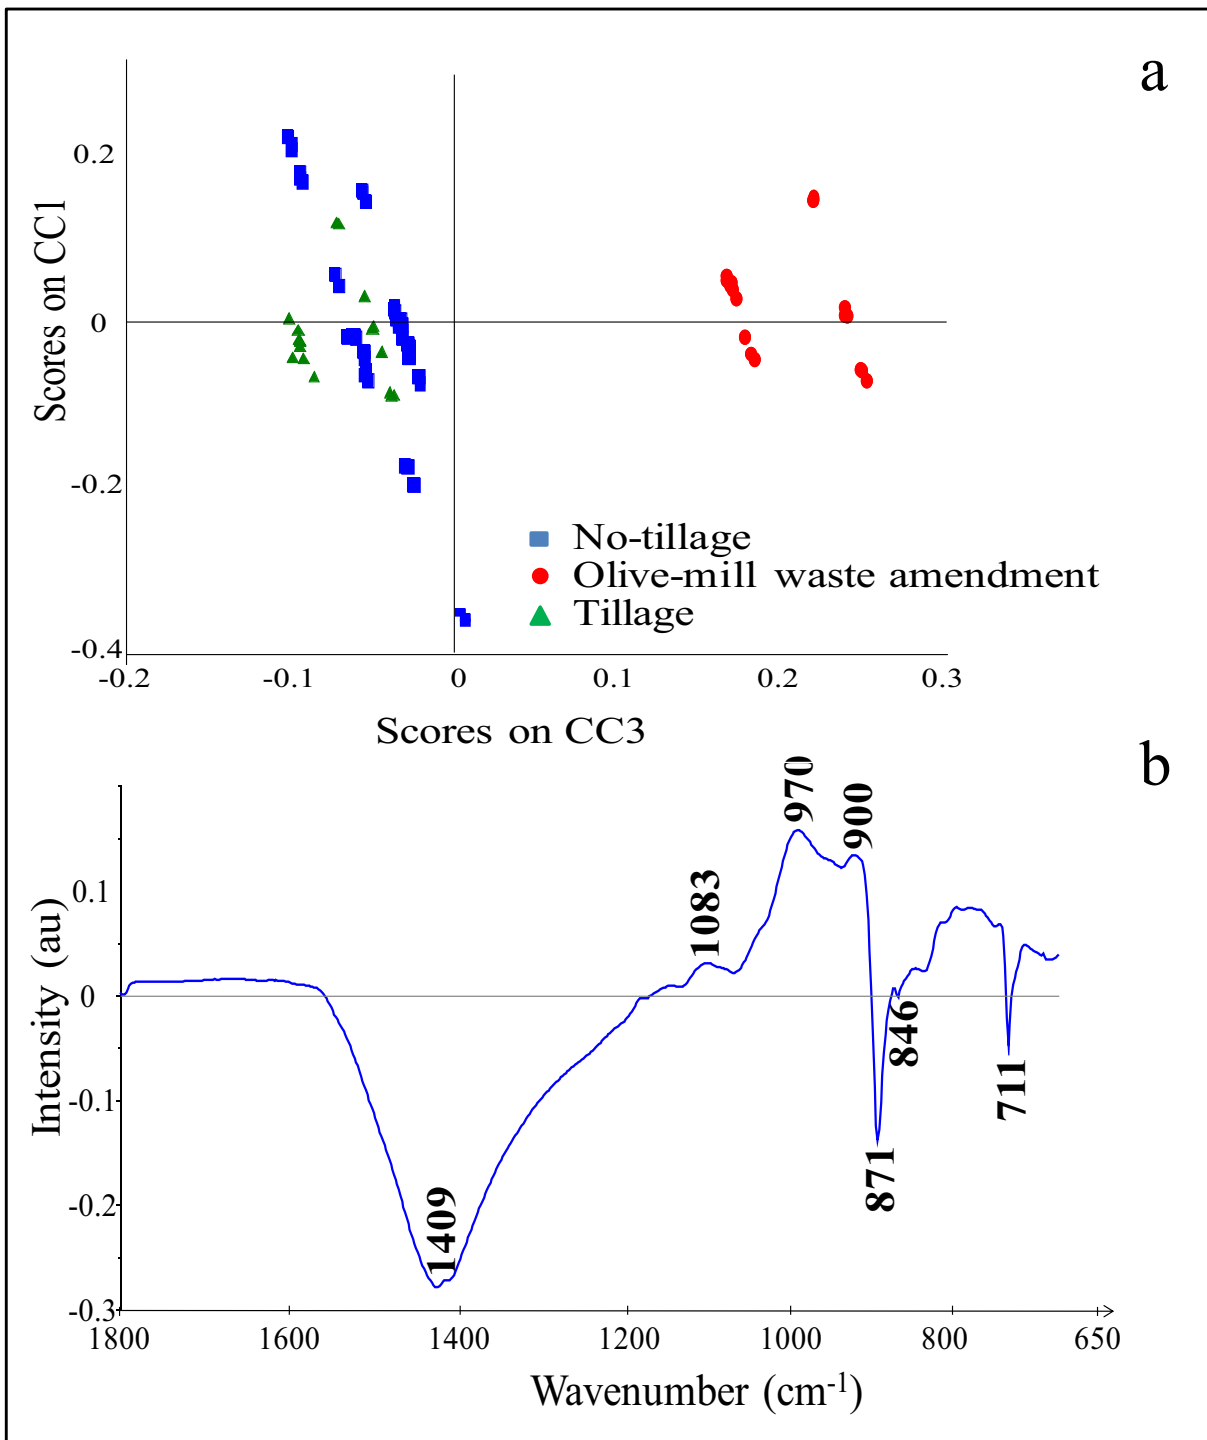 a
Scores on CC1
0.2
0
-0.2
-0.4
No-tillage
Olive-mill waste amendment
Tillage
-0.2 -0.1 0 0.1 0.2 0.3
Scores on CC3
b
Intensity (au)
0.1
0
-0.1
-0.2
-0.3
1409
1083
970
900
871
846
711
1800 1600 1400 1200 1000 800 650
Wavenumber (cm⁻¹)